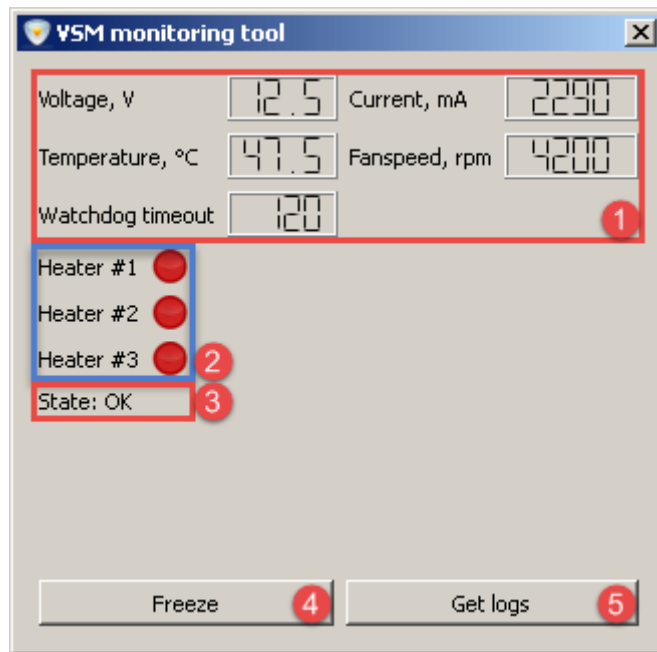 VSM monitoring tool
Voltage, V 12.5 Current, mA 2290
Temperature, °C 47.5 Fanspeed, rpm 4200
Watchdog timeout 120
1
Heater #1
Heater #2
Heater #3 2
State: OK 3
Freeze 4 Get logs 5